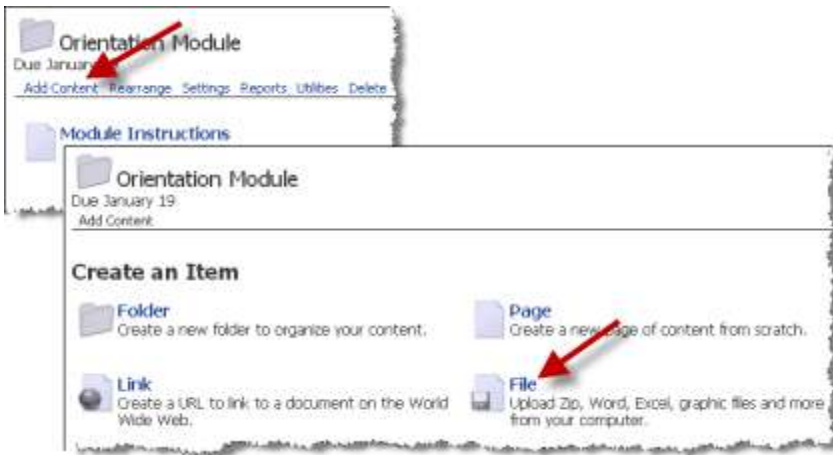 Orientation Module
Due January
Add Content Rearrange Settings Reports Utilities Delete
Module Instructions
Orientation Module
Due January 19
Add Content
Create an Item
Folder
Create a new folder to organize your content.
Page
Create a new page of content from scratch.
Link
Create a URL to link to a document on the World
Wide Web.
File
Upload Zip, Word, Excel, graphic files and more
from your computer.